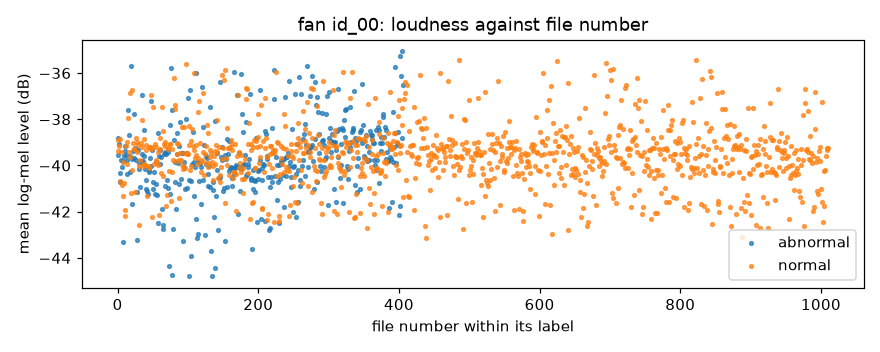 fan id_00: loudness against file number
mean log-mel level (dB)
−36
−38
−40
−42
−44
0
200
400
600
800
1000
file number within its label
abnormal
normal